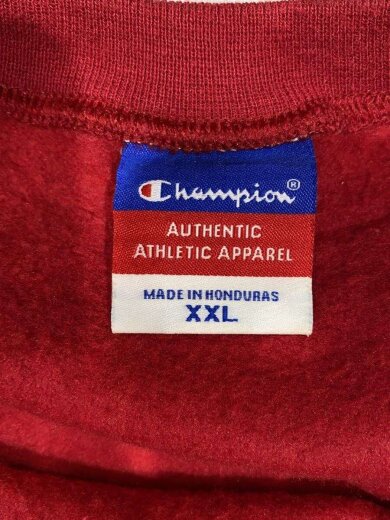 Champion®
AUTHENTIC
ATHLETIC APPAREL
MADE IN HONDURAS
XXL